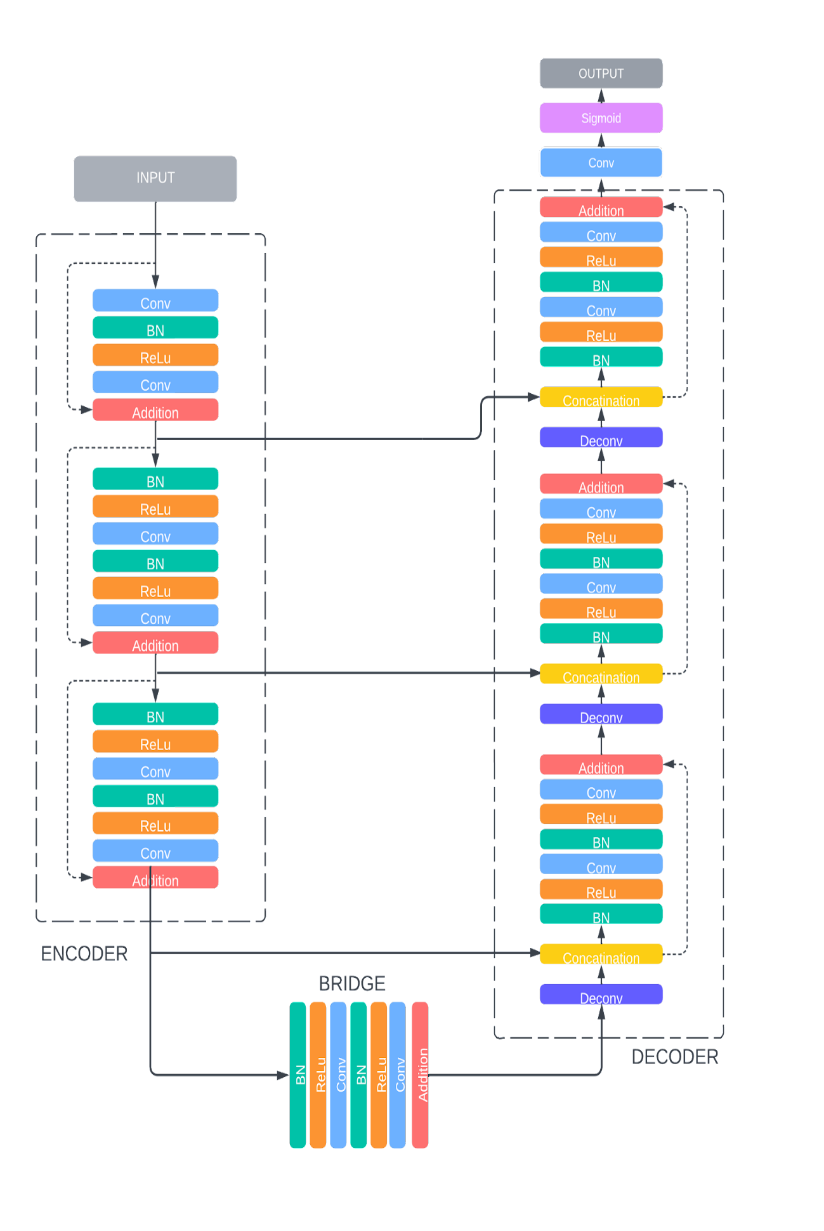 INPUT
Conv
BN
ReLu
Conv
Addition
BN
ReLu
Conv
BN
ReLu
Conv
Addition
BN
ReLu
Conv
BN
ReLu
Conv
Addition
ENCODER
BRIDGE
BN
ReLu
Conv
BN
ReLu
Conv
Addition
OUTPUT
Sigmoid
Conv
Addition
Conv
ReLu
BN
Conv
ReLu
BN
Concatination
Deconv
Addition
Conv
ReLu
BN
Conv
ReLu
BN
Concatination
Deconv
Addition
Conv
ReLu
BN
Conv
ReLu
BN
Concatination
Deconv
DECODER